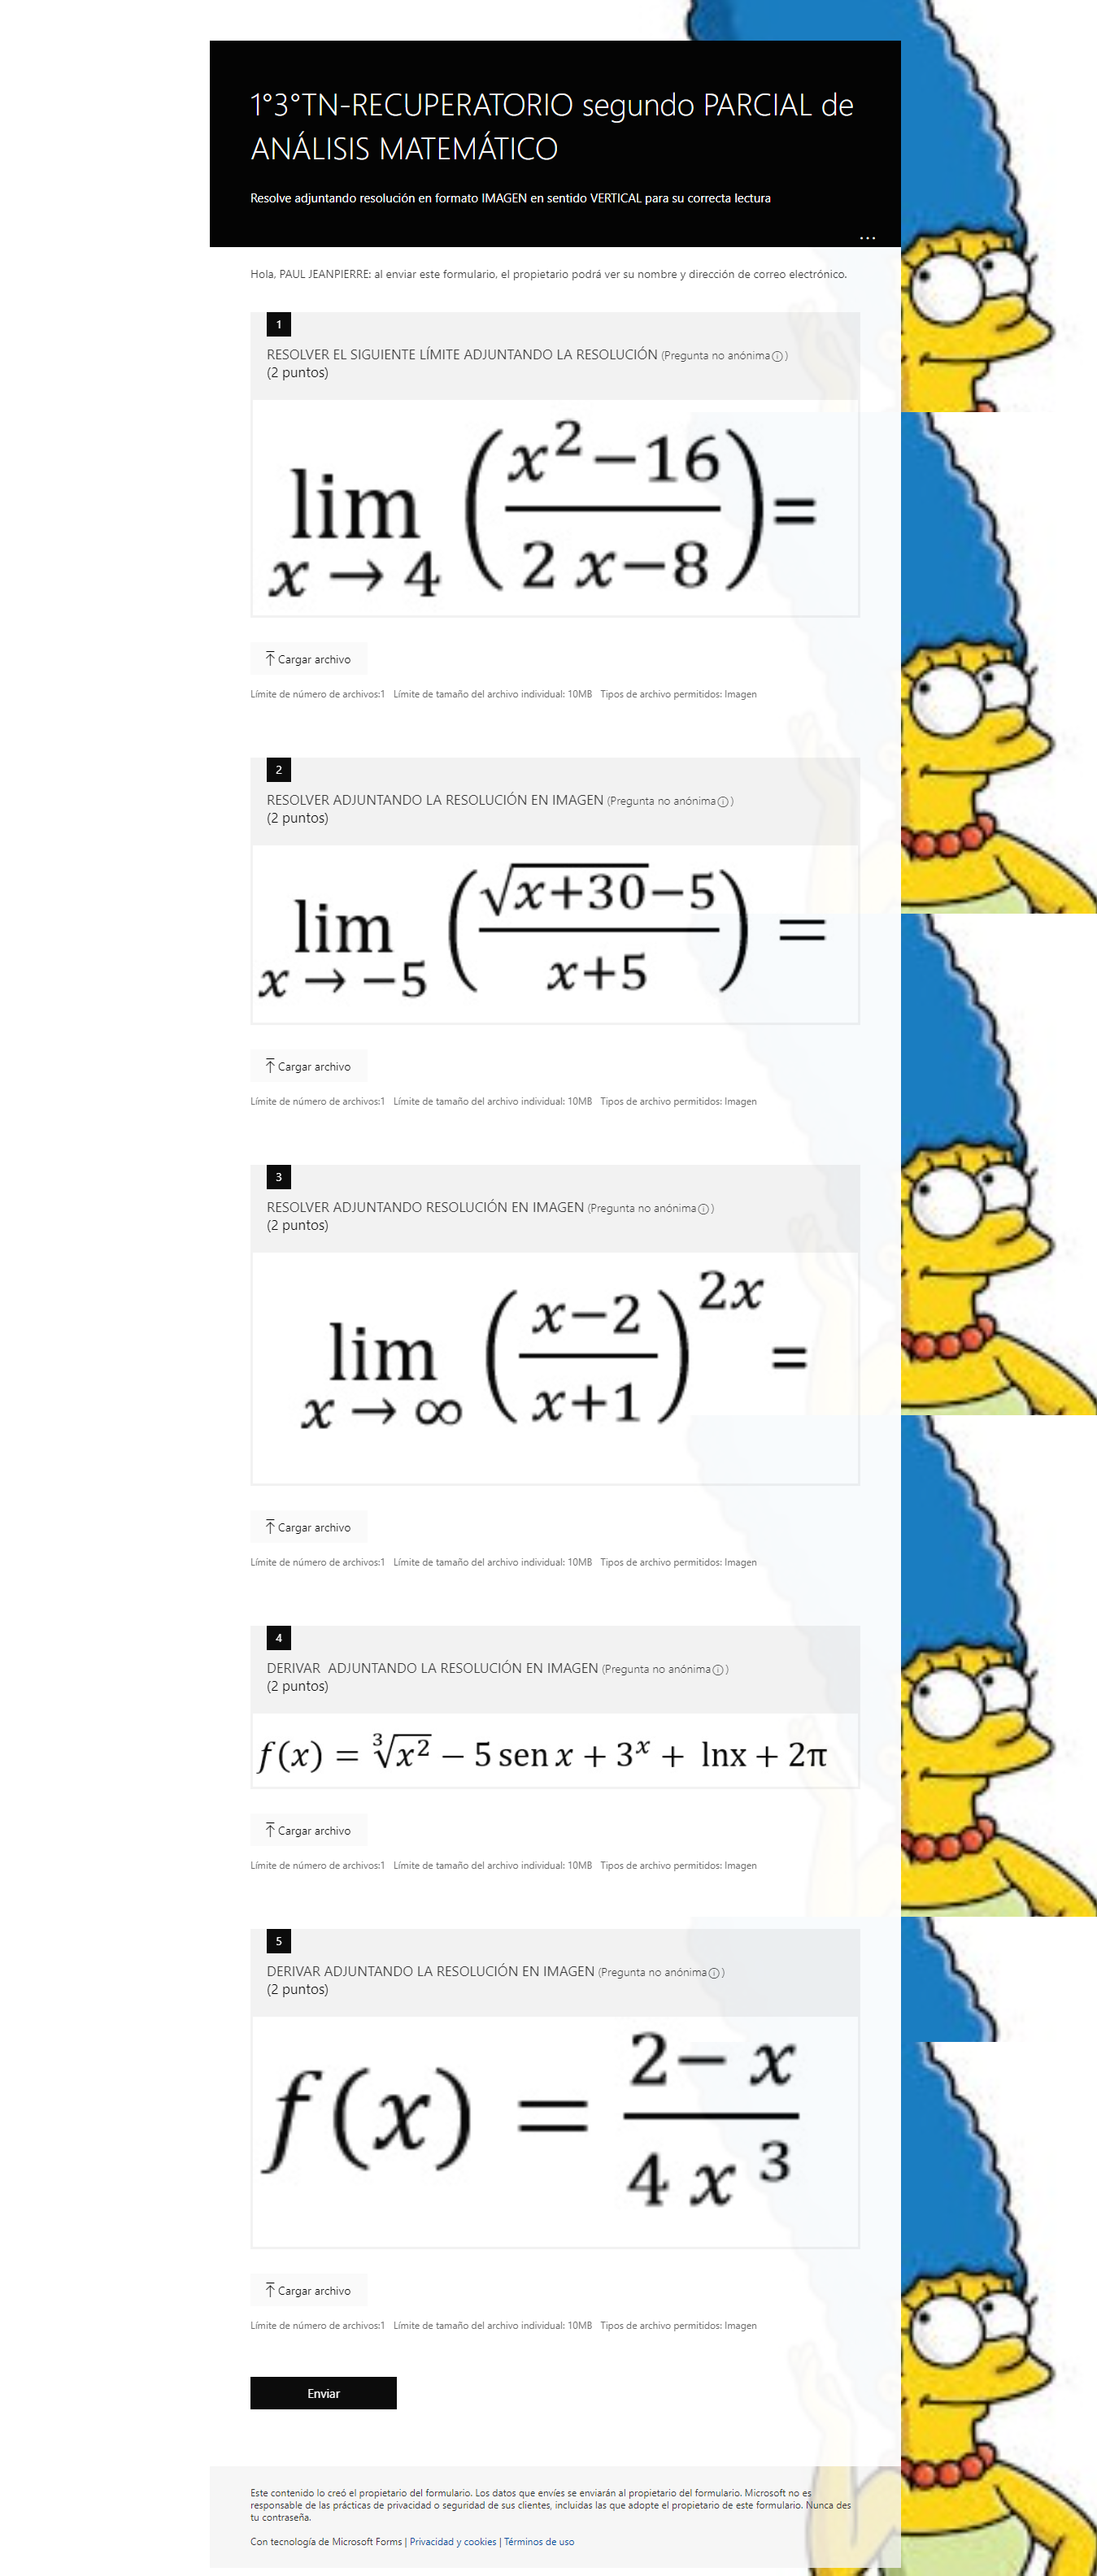 1°3°TN-RECUPERATORIO segundo PARCIAL de
ANÁLISIS MATEMÁTICO
Resolve adjuntando resolución en formato IMAGEN en sentido VERTICAL para su correcta lectura
...
Hola, PAUL JEANPIERRE: al enviar este formulario, el propietario podrá ver su nombre y dirección de correo electrónico.
1
RESOLVER EL SIGUIENTE LÍMITE ADJUNTANDO LA RESOLUCIÓN (Pregunta no anónima ⓘ)
(2 puntos)
lim x → 4 ((x² − 16)/(2 x − 8)) =
Cargar archivo
Límite de número de archivos:1 Límite de tamaño del archivo individual: 10MB Tipos de archivo permitidos: Imagen
2
RESOLVER ADJUNTANDO LA RESOLUCIÓN EN IMAGEN (Pregunta no anónima ⓘ)
(2 puntos)
lim x → −5 ((√(x+30) − 5)/(x+5)) =
Cargar archivo
Límite de número de archivos:1 Límite de tamaño del archivo individual: 10MB Tipos de archivo permitidos: Imagen
3
RESOLVER ADJUNTANDO RESOLUCIÓN EN IMAGEN (Pregunta no anónima ⓘ)
(2 puntos)
lim x → ∞ ((x−2)/(x+1))^(2x) =
Cargar archivo
Límite de número de archivos:1 Límite de tamaño del archivo individual: 10MB Tipos de archivo permitidos: Imagen
4
DERIVAR ADJUNTANDO LA RESOLUCIÓN EN IMAGEN (Pregunta no anónima ⓘ)
(2 puntos)
f(x) = ∛(x²) − 5 sen x + 3ˣ + lnx + 2π
Cargar archivo
Límite de número de archivos:1 Límite de tamaño del archivo individual: 10MB Tipos de archivo permitidos: Imagen
5
DERIVAR ADJUNTANDO LA RESOLUCIÓN EN IMAGEN (Pregunta no anónima ⓘ)
(2 puntos)
f(x) = (2 − x)/(4 x³)
Cargar archivo
Límite de número de archivos:1 Límite de tamaño del archivo individual: 10MB Tipos de archivo permitidos: Imagen
Enviar
Este contenido lo creó el propietario del formulario. Los datos que envíes se enviarán al propietario del formulario. Microsoft no es
responsable de las prácticas de privacidad o seguridad de sus clientes, incluidas las que adopte el propietario de este formulario. Nunca des
tu contraseña.
Con tecnología de Microsoft Forms | Privacidad y cookies | Términos de uso